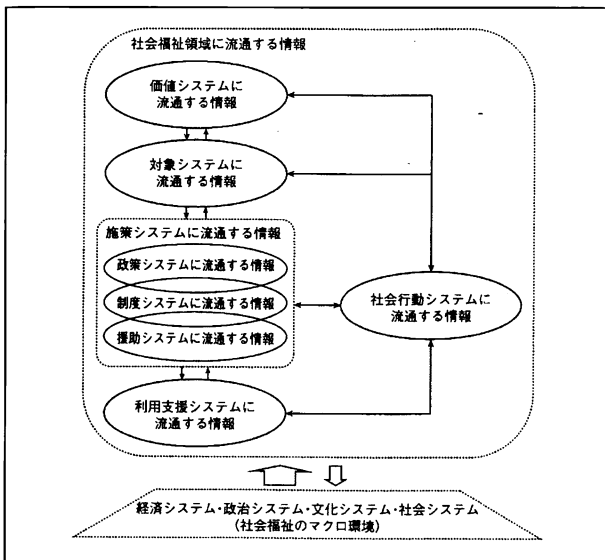 社会福祉領域に流通する情報
価値システムに
流通する情報
対象システムに
流通する情報
施策システムに流通する情報
政策システムに流通する情報
制度システムに流通する情報
援助システムに流通する情報
社会行動システムに
流通する情報
利用支援システムに
流通する情報
経済システム・政治システム・文化システム・社会システム
(社会福祉のマクロ環境)